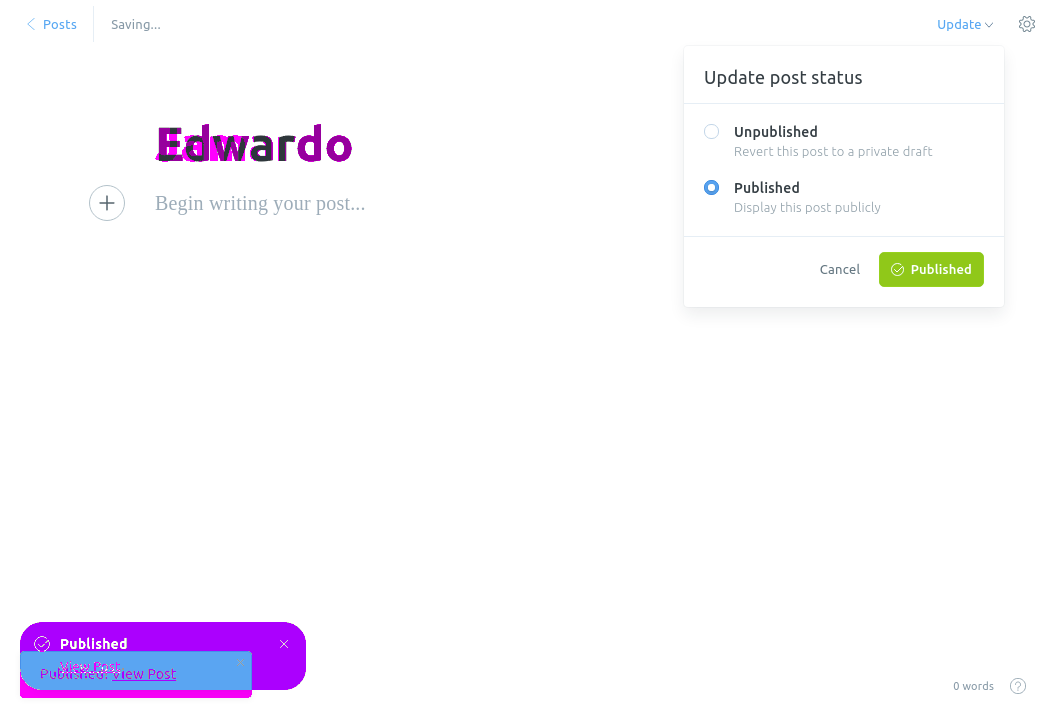 Posts
Saving...
Update
Update post status
Unpublished
Revert this post to a private draft
Published
Display this post publicly
Cancel
Published
Edwardo
Begin writing your post...
Published
View Post
Published! View Post
0 words